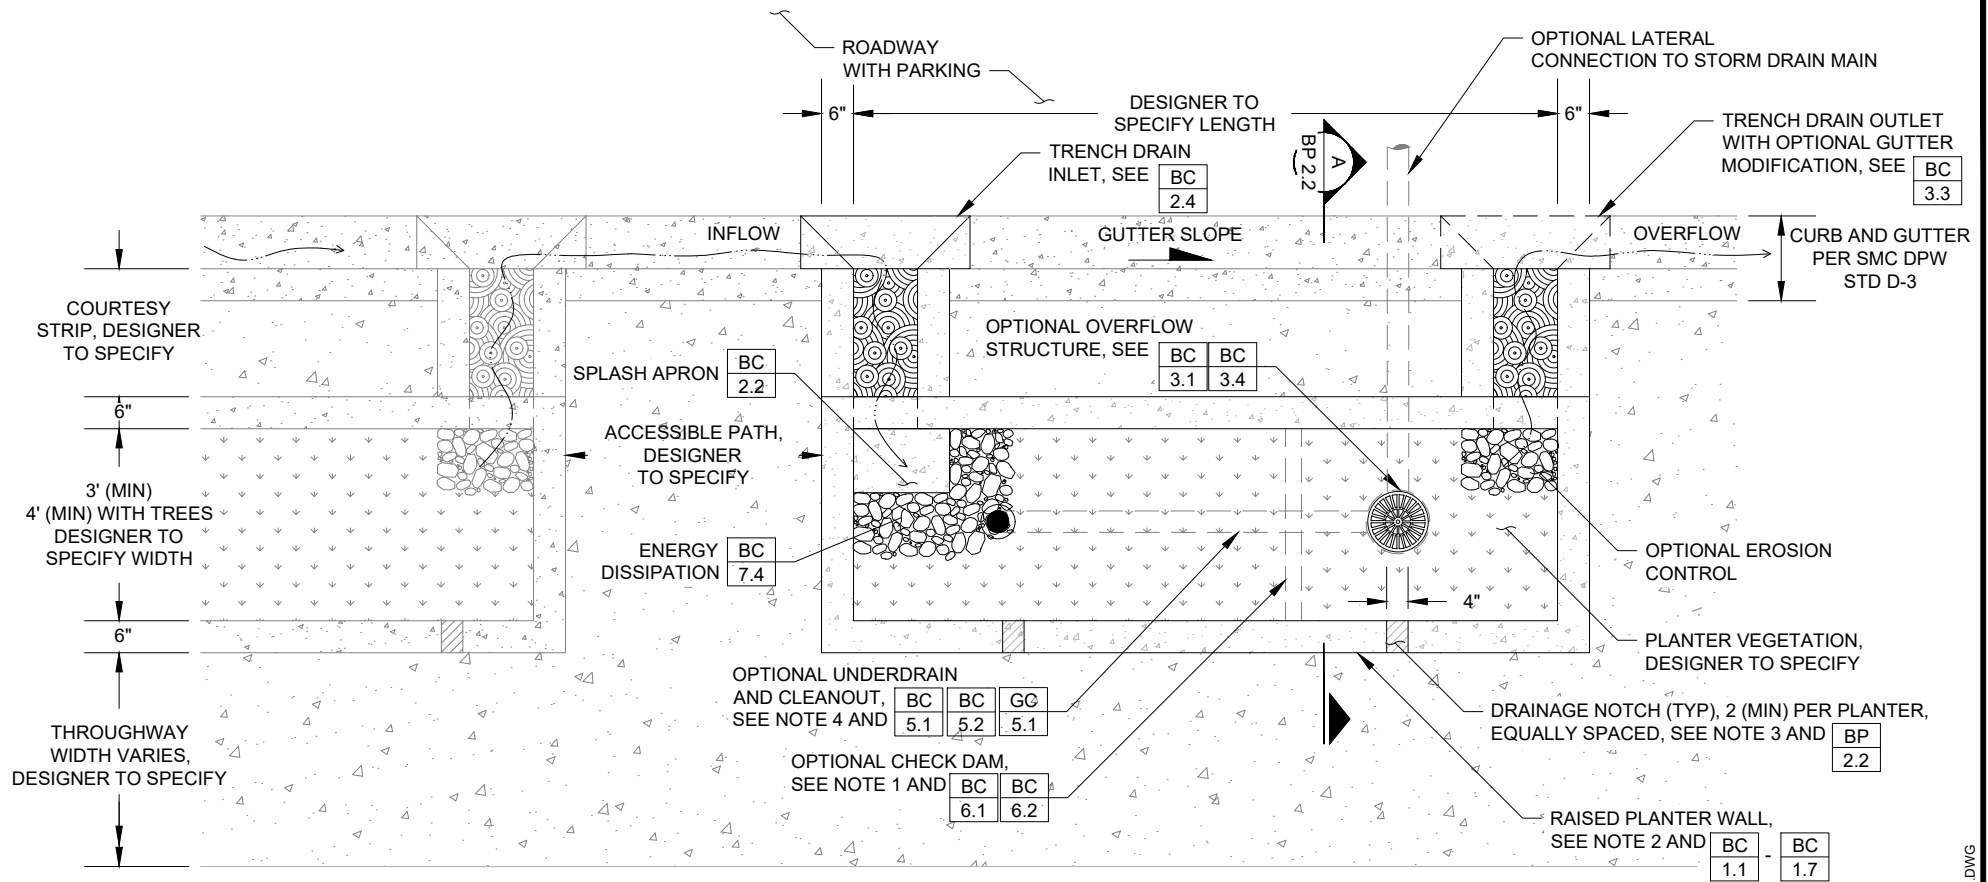 ROADWAY
WITH PARKING
OPTIONAL LATERAL
CONNECTION TO STORM DRAIN MAIN
6"
DESIGNER TO
SPECIFY LENGTH
6"
TRENCH DRAIN
INLET, SEE BC 2.4
A
BP 2.2
TRENCH DRAIN OUTLET
WITH OPTIONAL GUTTER
MODIFICATION, SEE BC 3.3
INFLOW
GUTTER SLOPE
OVERFLOW
CURB AND GUTTER
PER SMC DPW
STD D-3
COURTESY
STRIP, DESIGNER
TO SPECIFY
OPTIONAL OVERFLOW
STRUCTURE, SEE BC 3.1 BC 3.4
SPLASH APRON BC 2.2
6"
ACCESSIBLE PATH,
DESIGNER
TO SPECIFY
3' (MIN)
4' (MIN) WITH TREES
DESIGNER TO
SPECIFY WIDTH
ENERGY
DISSIPATION BC 7.4
OPTIONAL EROSION
CONTROL
4"
6"
PLANTER VEGETATION,
DESIGNER TO SPECIFY
OPTIONAL UNDERDRAIN
AND CLEANOUT,
SEE NOTE 4 AND BC 5.1 BC 5.2 GC 5.1
DRAINAGE NOTCH (TYP), 2 (MIN) PER PLANTER,
EQUALLY SPACED, SEE NOTE 3 AND BP 2.2
THROUGHWAY
WIDTH VARIES,
DESIGNER TO SPECIFY
OPTIONAL CHECK DAM,
SEE NOTE 1 AND BC 6.1 BC 6.2
RAISED PLANTER WALL,
SEE NOTE 2 AND BC 1.1 - BC 1.7
.DWG